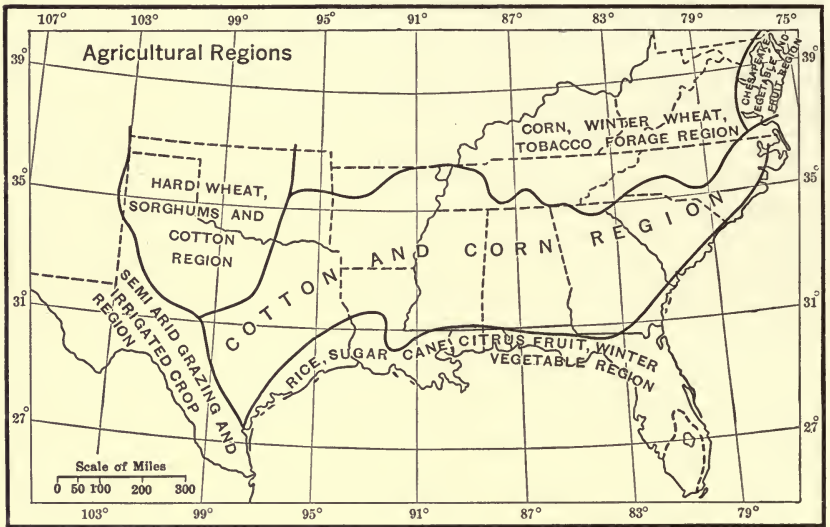 107° 103° 99° 95° 91° 87° 83° 79° 75°
Agricultural Regions
39°
39°
CHESAPEAKE
VEGETABLE AND
FRUIT REGION
CORN, WINTER WHEAT,
TOBACCO FORAGE REGION
35°
35°
HARD WHEAT,
SORGHUMS AND
COTTON
REGION
COTTON AND CORN REGION
31°
31°
SEMI ARID GRAZING AND
IRRIGATED CROP
REGION
RICE, SUGAR CANE, CITRUS FRUIT, WINTER
VEGETABLE REGION
27°
27°
Scale of Miles
0 50 100 200 300
103° 99° 95° 91° 87° 83° 79°